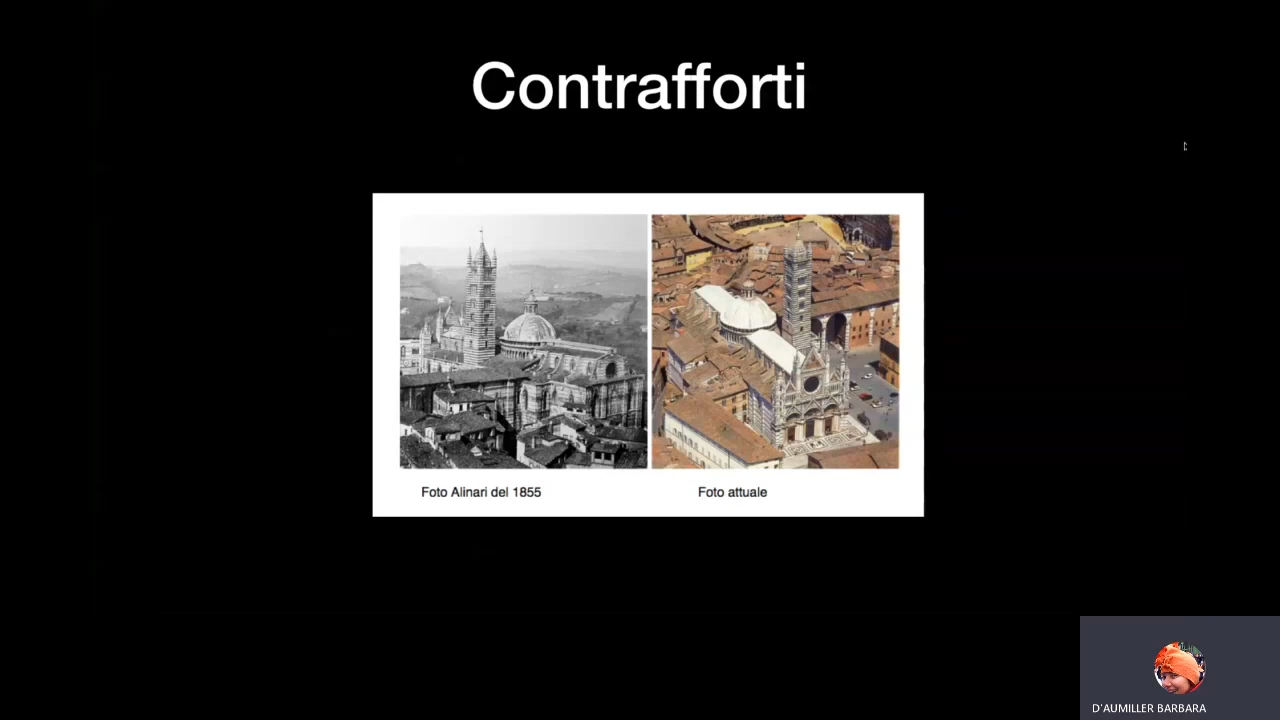 Contrafforti
Foto Alinari del 1855
Foto attuale
D'AUMILLER BARBARA